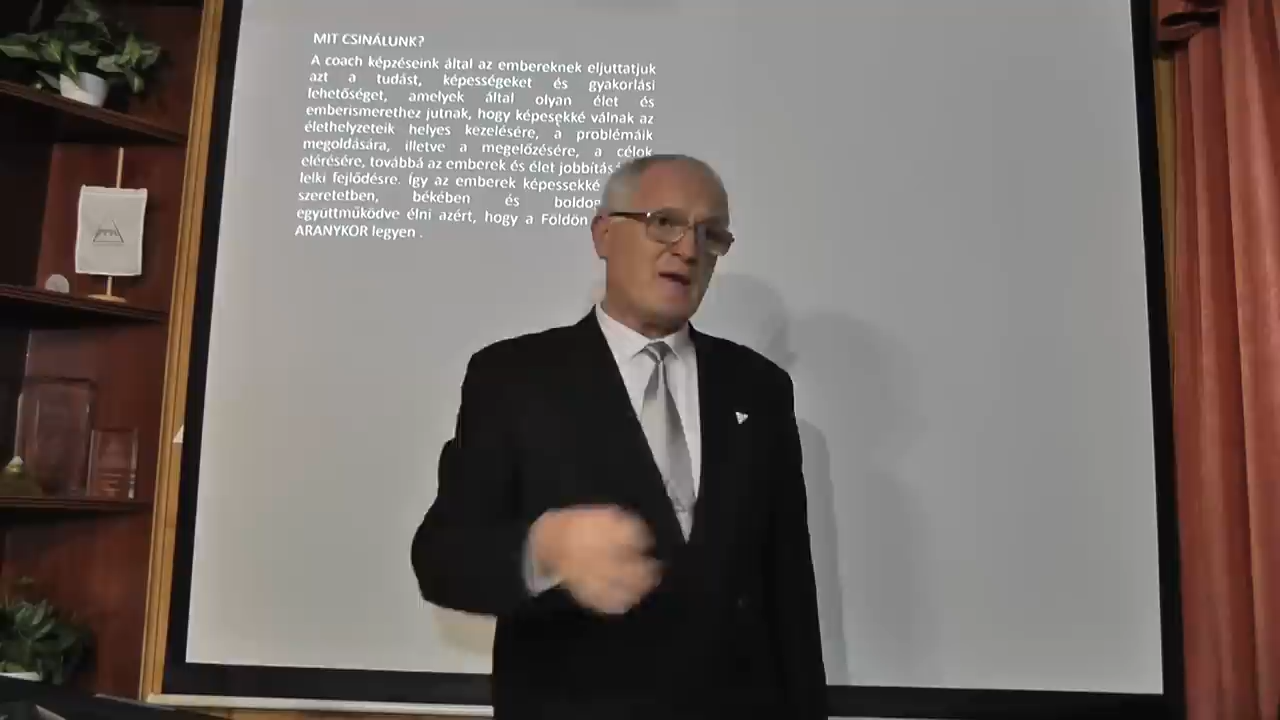 MIT CSINÁLUNK?
A coach képzéseink által az embereknek eljuttatjuk
azt a tudást, képességeket és gyakorlási
lehetőséget, amelyek által olyan élet és
emberismerethez jutnak, hogy képesekké válnak az
élethelyzeteik helyes kezelésére, a problémáik
megoldására, illetve a megelőzésére, a célok
elérésére, továbbá az emberek és élet jobbítás
lelki fejlődésre. Így az emberek képessekké
szeretetben, békében és boldog
együttműködve élni azért, hogy a Földön
ARANYKOR legyen .